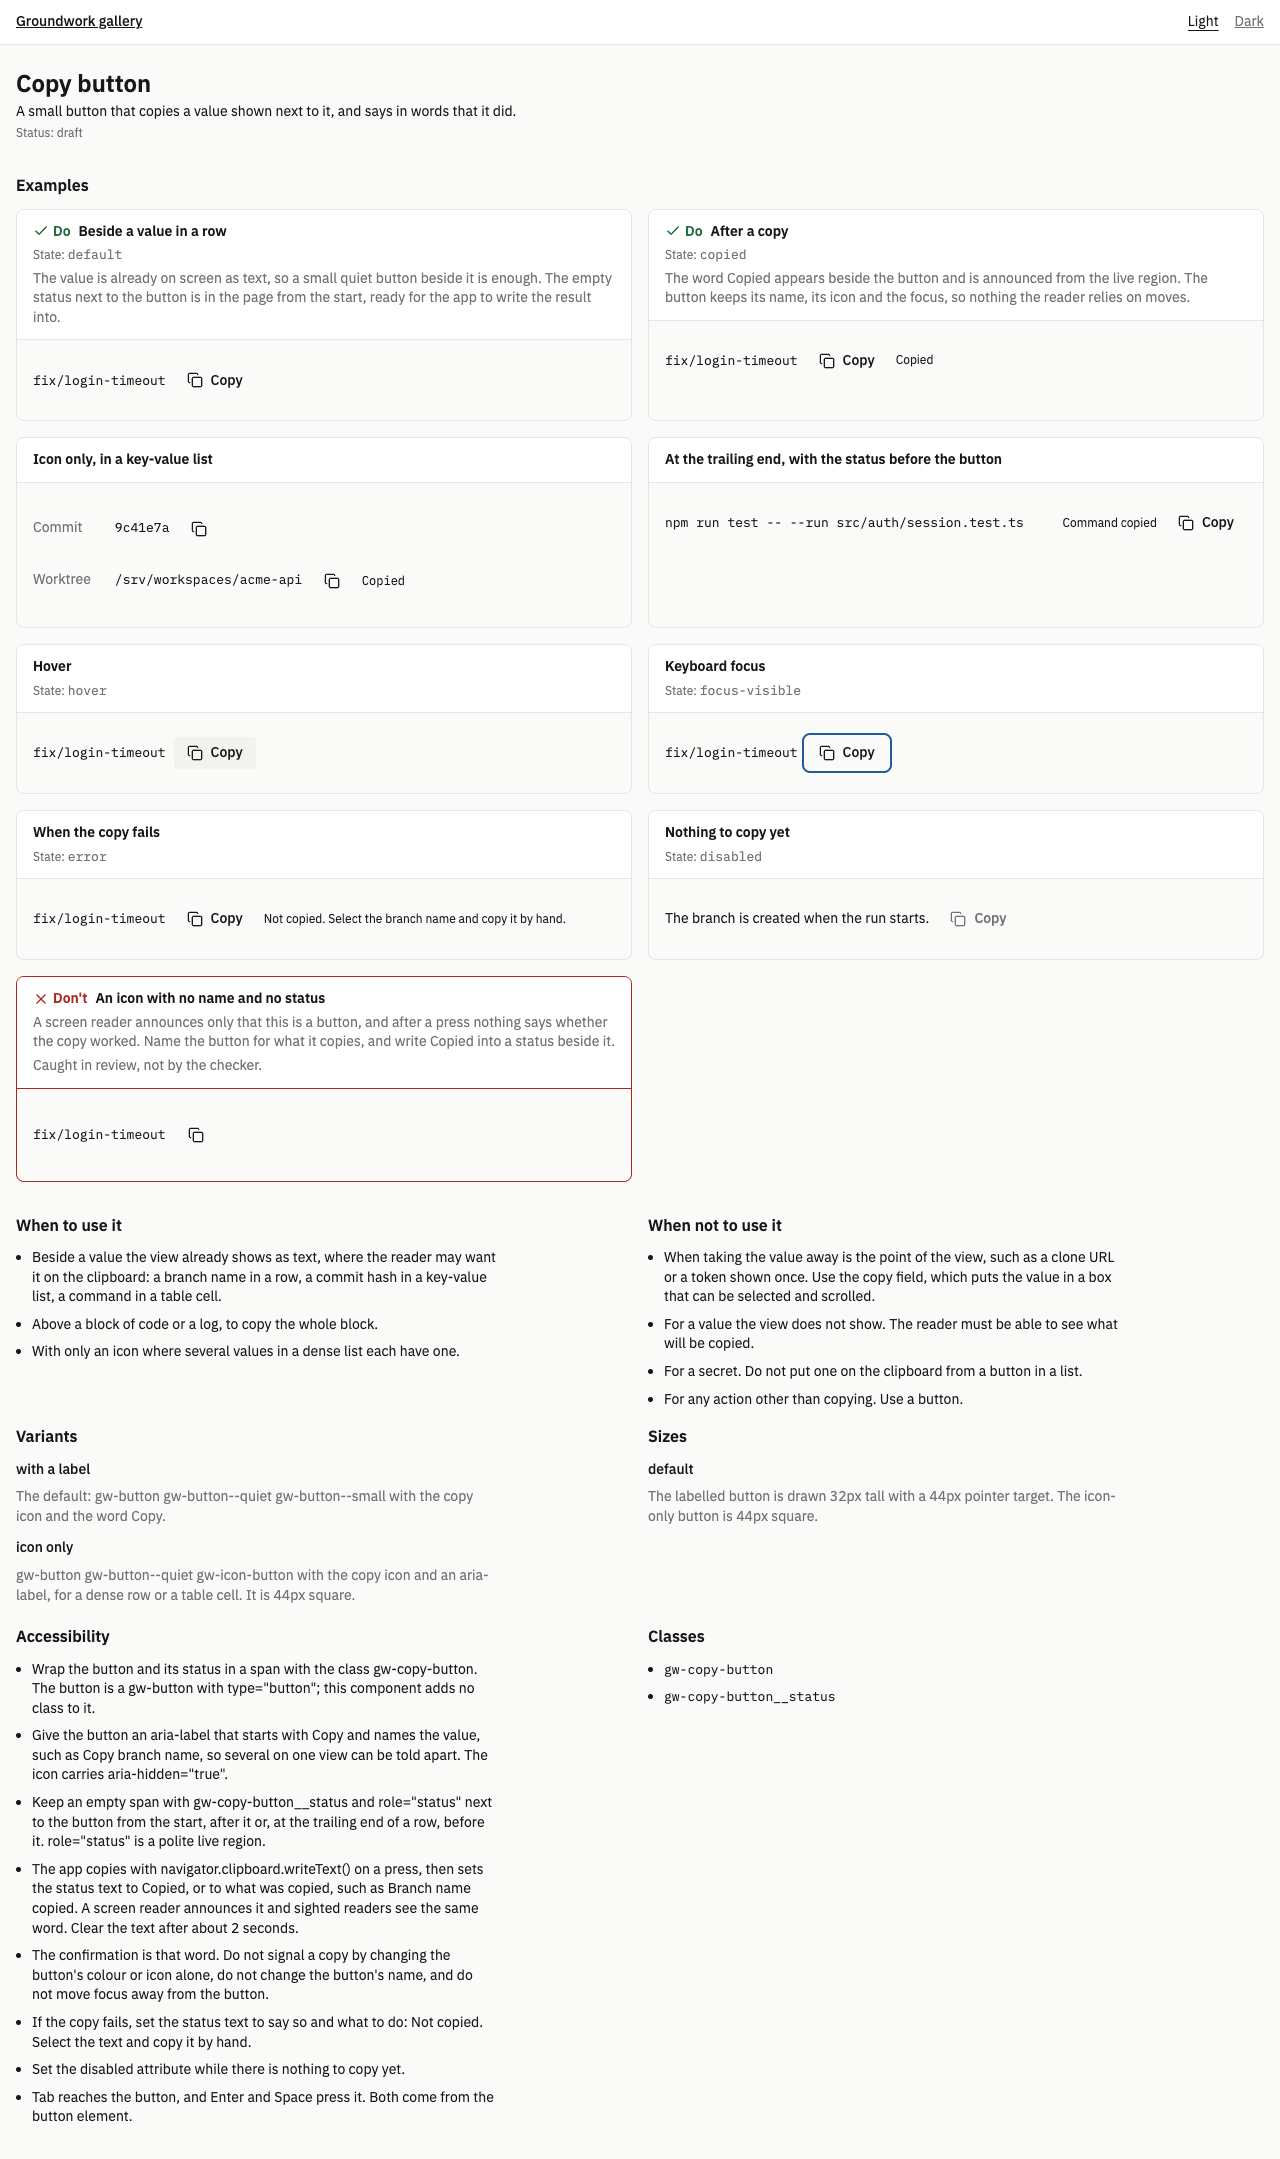 Groundwork gallery
Light Dark
Copy button
A small button that copies a value shown next to it, and says in words that it did.
Status: draft
Examples
Do Beside a value in a row
State: default
The value is already on screen as text, so a small quiet button beside it is enough. The empty
status next to the button is in the page from the start, ready for the app to write the result
into.
fix/login-timeout Copy
Do After a copy
State: copied
The word Copied appears beside the button and is announced from the live region. The
button keeps its name, its icon and the focus, so nothing the reader relies on moves.
fix/login-timeout Copy Copied
Icon only, in a key-value list
Commit 9c41e7a
Worktree /srv/workspaces/acme-api Copied
At the trailing end, with the status before the button
npm run test -- --run src/auth/session.test.ts Command copied Copy
Hover
State: hover
fix/login-timeout Copy
Keyboard focus
State: focus-visible
fix/login-timeout Copy
When the copy fails
State: error
fix/login-timeout Copy Not copied. Select the branch name and copy it by hand.
Nothing to copy yet
State: disabled
The branch is created when the run starts. Copy
Don't An icon with no name and no status
A screen reader announces only that this is a button, and after a press nothing says whether
the copy worked. Name the button for what it copies, and write Copied into a status beside it.
Caught in review, not by the checker.
fix/login-timeout
When to use it
Beside a value the view already shows as text, where the reader may want
it on the clipboard: a branch name in a row, a commit hash in a key-value
list, a command in a table cell.
Above a block of code or a log, to copy the whole block.
With only an icon where several values in a dense list each have one.
When not to use it
When taking the value away is the point of the view, such as a clone URL
or a token shown once. Use the copy field, which puts the value in a box
that can be selected and scrolled.
For a value the view does not show. The reader must be able to see what
will be copied.
For a secret. Do not put one on the clipboard from a button in a list.
For any action other than copying. Use a button.
Variants
with a label
The default: gw-button gw-button--quiet gw-button--small with the copy
icon and the word Copy.
icon only
gw-button gw-button--quiet gw-icon-button with the copy icon and an aria-
label, for a dense row or a table cell. It is 44px square.
Sizes
default
The labelled button is drawn 32px tall with a 44px pointer target. The icon-
only button is 44px square.
Accessibility
Wrap the button and its status in a span with the class gw-copy-button.
The button is a gw-button with type="button"; this component adds no
class to it.
Give the button an aria-label that starts with Copy and names the value,
such as Copy branch name, so several on one view can be told apart. The
icon carries aria-hidden="true".
Keep an empty span with gw-copy-button__status and role="status" next
to the button from the start, after it or, at the trailing end of a row, before
it. role="status" is a polite live region.
The app copies with navigator.clipboard.writeText() on a press, then sets
the status text to Copied, or to what was copied, such as Branch name
copied. A screen reader announces it and sighted readers see the same
word. Clear the text after about 2 seconds.
The confirmation is that word. Do not signal a copy by changing the
button's colour or icon alone, do not change the button's name, and do
not move focus away from the button.
If the copy fails, set the status text to say so and what to do: Not copied.
Select the text and copy it by hand.
Set the disabled attribute while there is nothing to copy yet.
Tab reaches the button, and Enter and Space press it. Both come from the
button element.
Classes
gw-copy-button
gw-copy-button__status